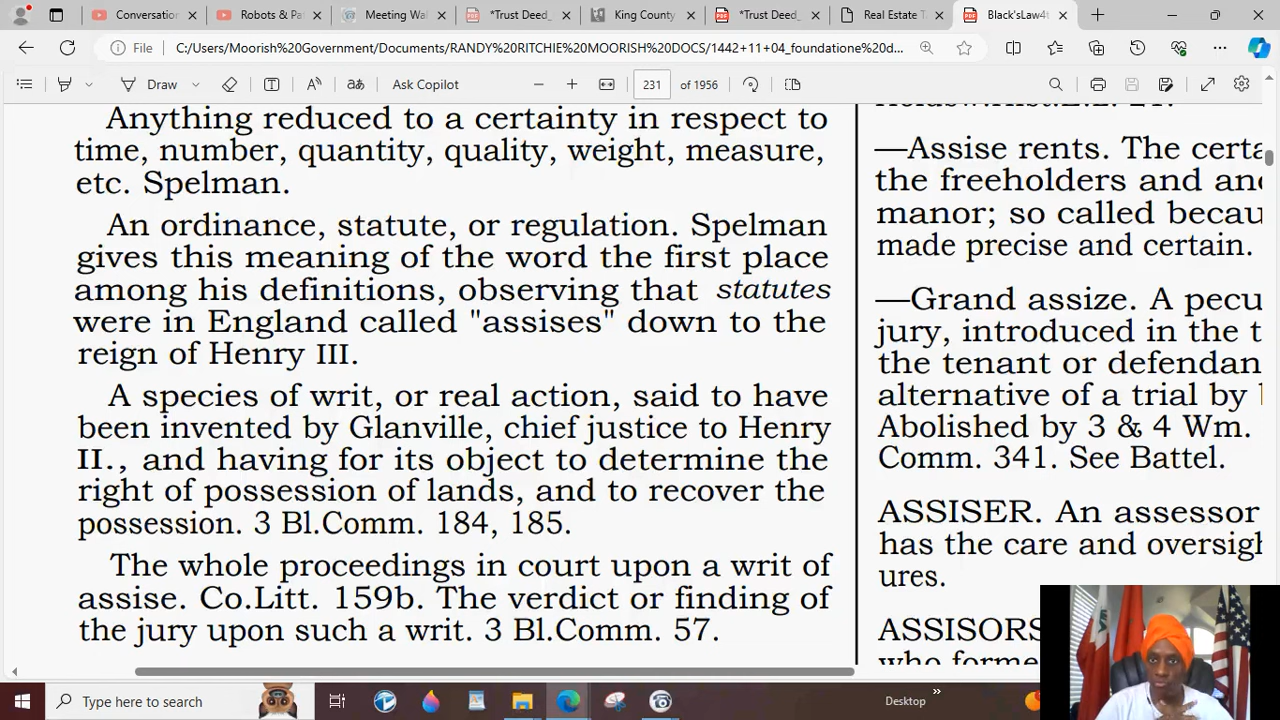 Conversation
Robots & Pa
Meeting Wal
*Trust Deed_
King County
*Trust Deed_
Real Estate T
Black'sLaw4t
File
C:/Users/Moorish%20Government/Documents/RANDY%20RITCHIE%20MOORISH%20DOCS/1442+11+04_foundatione%20d...
Draw
aあ
Ask Copilot
231 of 1956
Anything reduced to a certainty in respect to
time, number, quantity, quality, weight, measure,
etc. Spelman.
An ordinance, statute, or regulation. Spelman
gives this meaning of the word the first place
among his definitions, observing that statutes
were in England called "assises" down to the
reign of Henry III.
A species of writ, or real action, said to have
been invented by Glanville, chief justice to Henry
II., and having for its object to determine the
right of possession of lands, and to recover the
possession. 3 Bl.Comm. 184, 185.
The whole proceedings in court upon a writ of
assise. Co.Litt. 159b. The verdict or finding of
the jury upon such a writ. 3 Bl.Comm. 57.
—Assise rents. The certa
the freeholders and anc
manor; so called becau
made precise and certain.
—Grand assize. A pecu
jury, introduced in the t
the tenant or defendan
alternative of a trial by
Abolished by 3 & 4 Wm.
Comm. 341. See Battel.
ASSISER. An assessor
has the care and oversigh
ures.
ASSISORS
who forme
Type here to search
Desktop